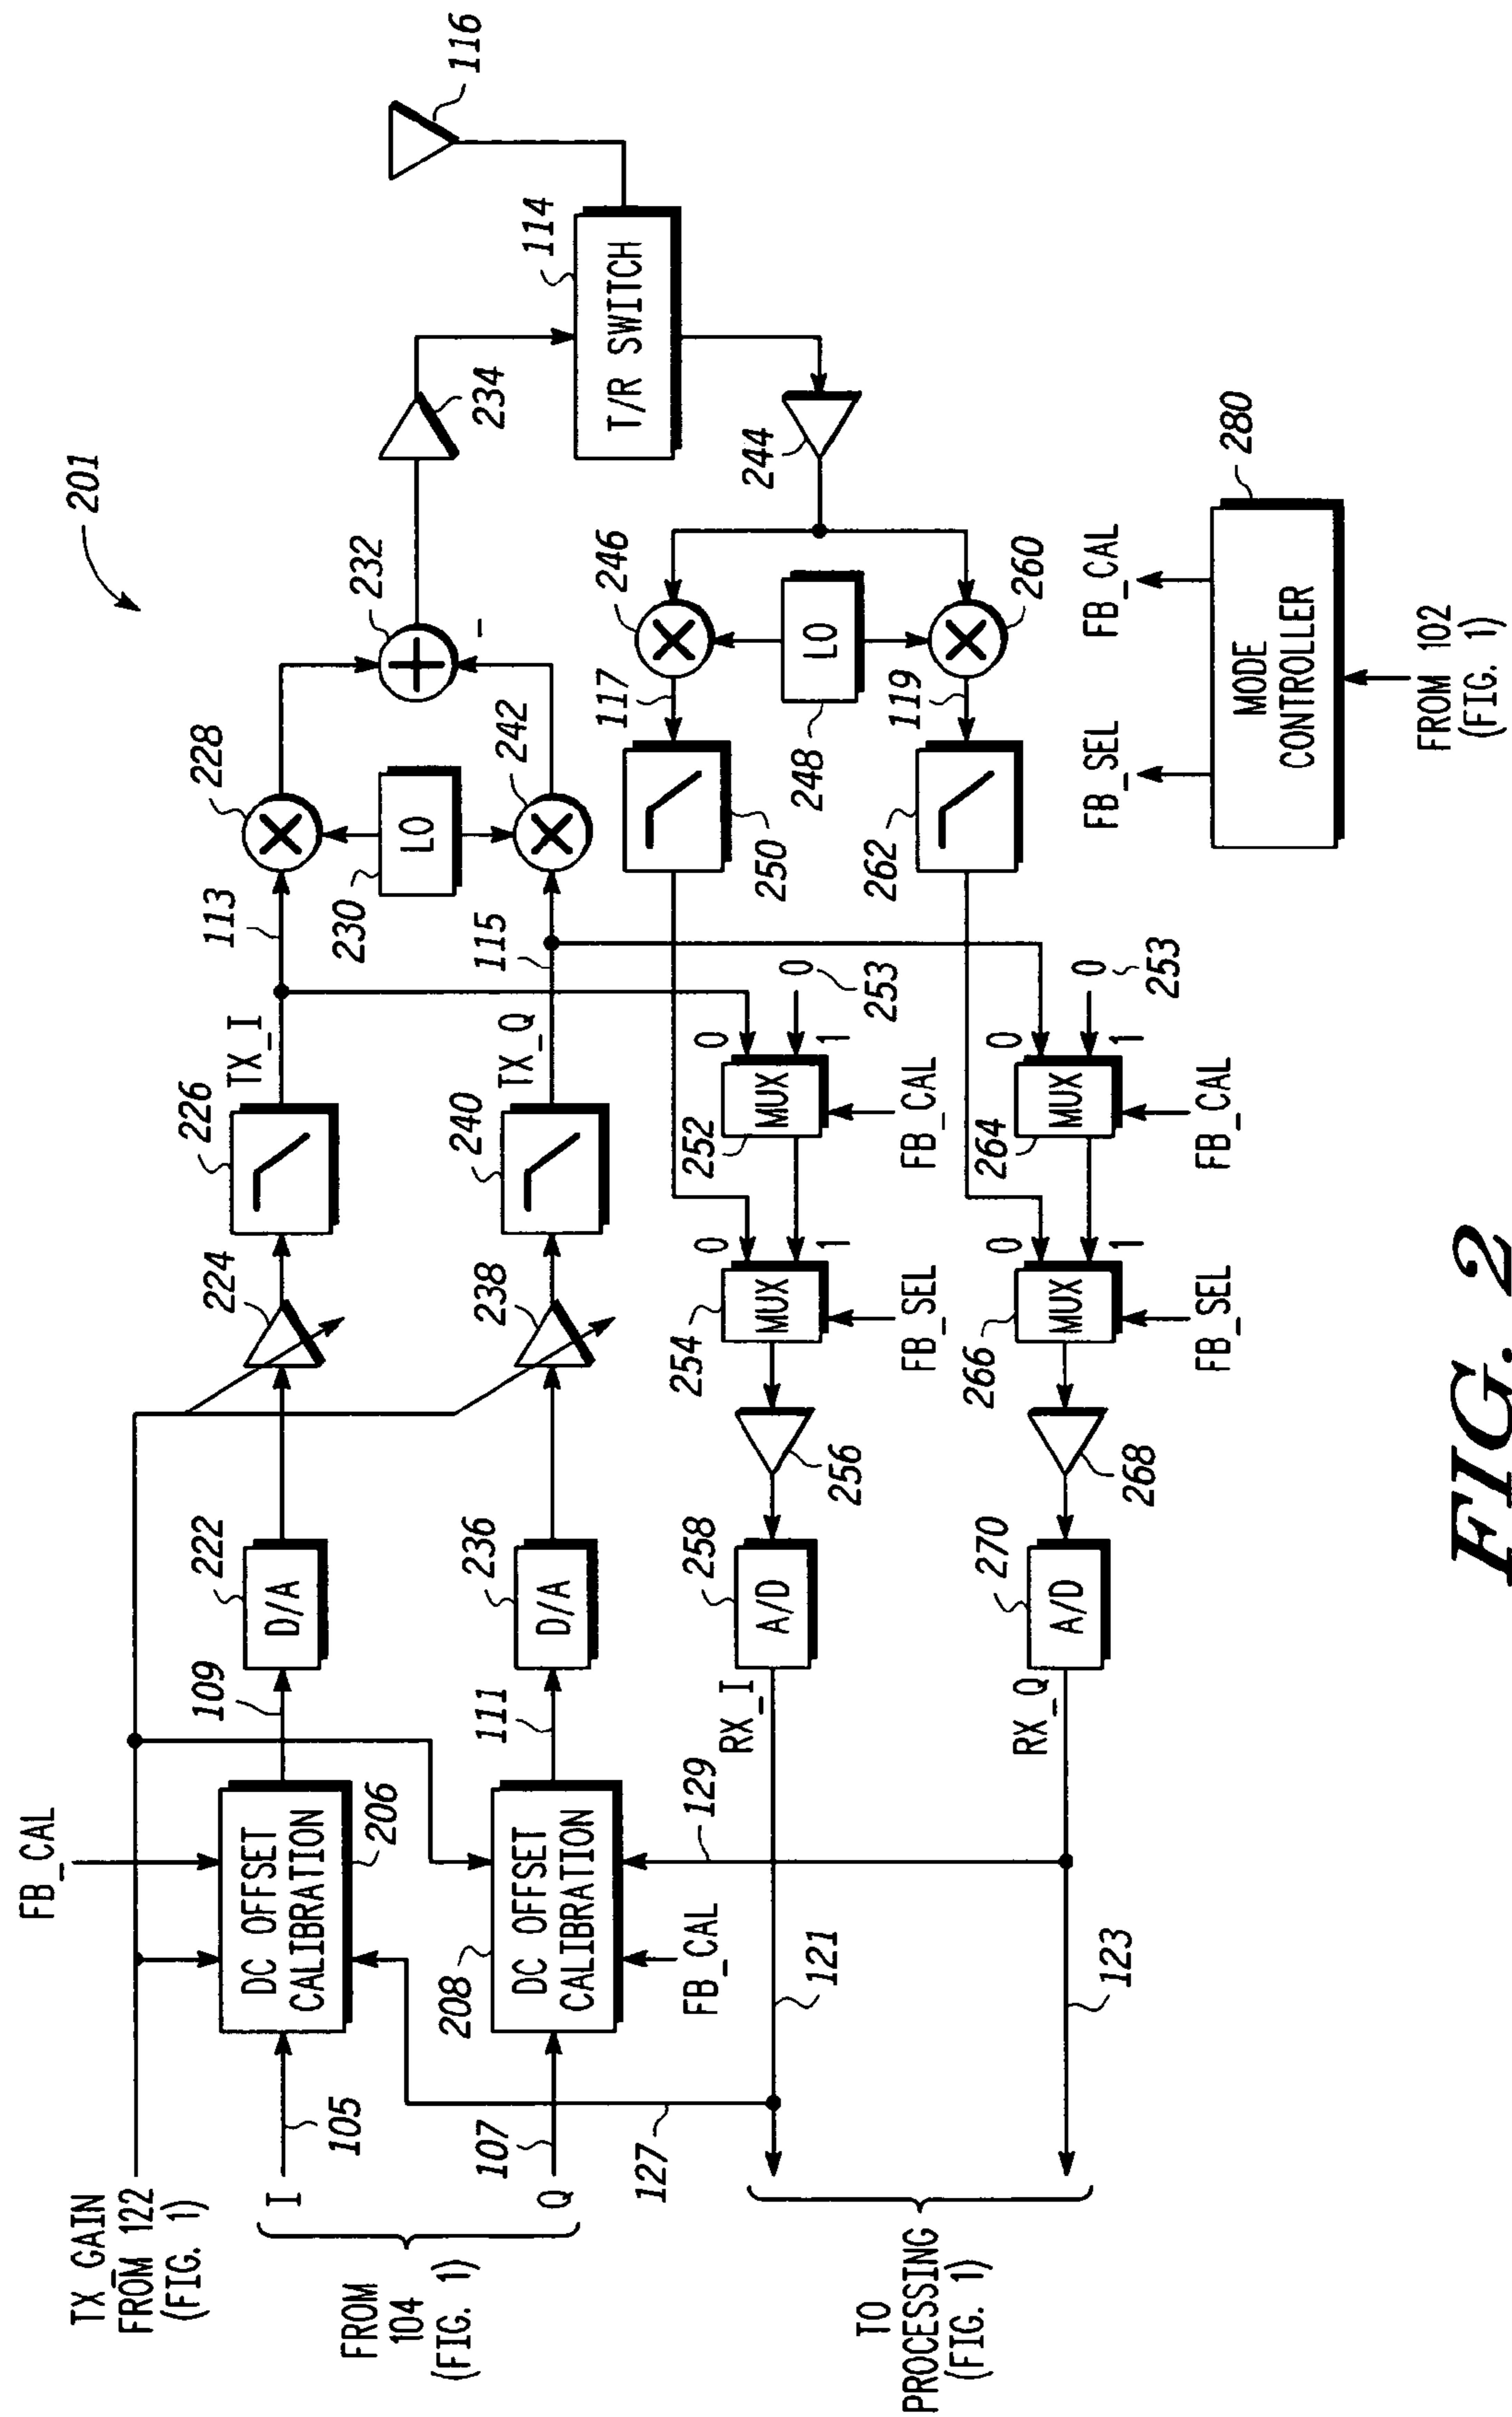 201
FB_CAL
TX_GAIN
FROM 122
(FIG. 1)
I
105
DC OFFSET
CALIBRATION
206
109
D/A
222
224
226
TX_I
113
228
LO
230
232
-
234
116
FROM
104
(FIG. 1)
Q
107
DC OFFSET
CALIBRATION
208
FB_CAL
111
D/A
236
238
240
TX_Q
115
242
T/R SWITCH
114
127
129
TO
PROCESSING
(FIG. 1)
121
RX_I
A/D
258
256
MUX
254
0
1
FB_SEL
MUX
252
0
1
FB_CAL
0
253
250
117
246
LO
248
244
123
RX_Q
A/D
270
268
MUX
266
0
1
FB_SEL
MUX
264
0
1
FB_CAL
0
253
262
119
260
FB_SEL
FB_CAL
MODE
CONTROLLER
280
FROM 102
(FIG. 1)
FIG. 2